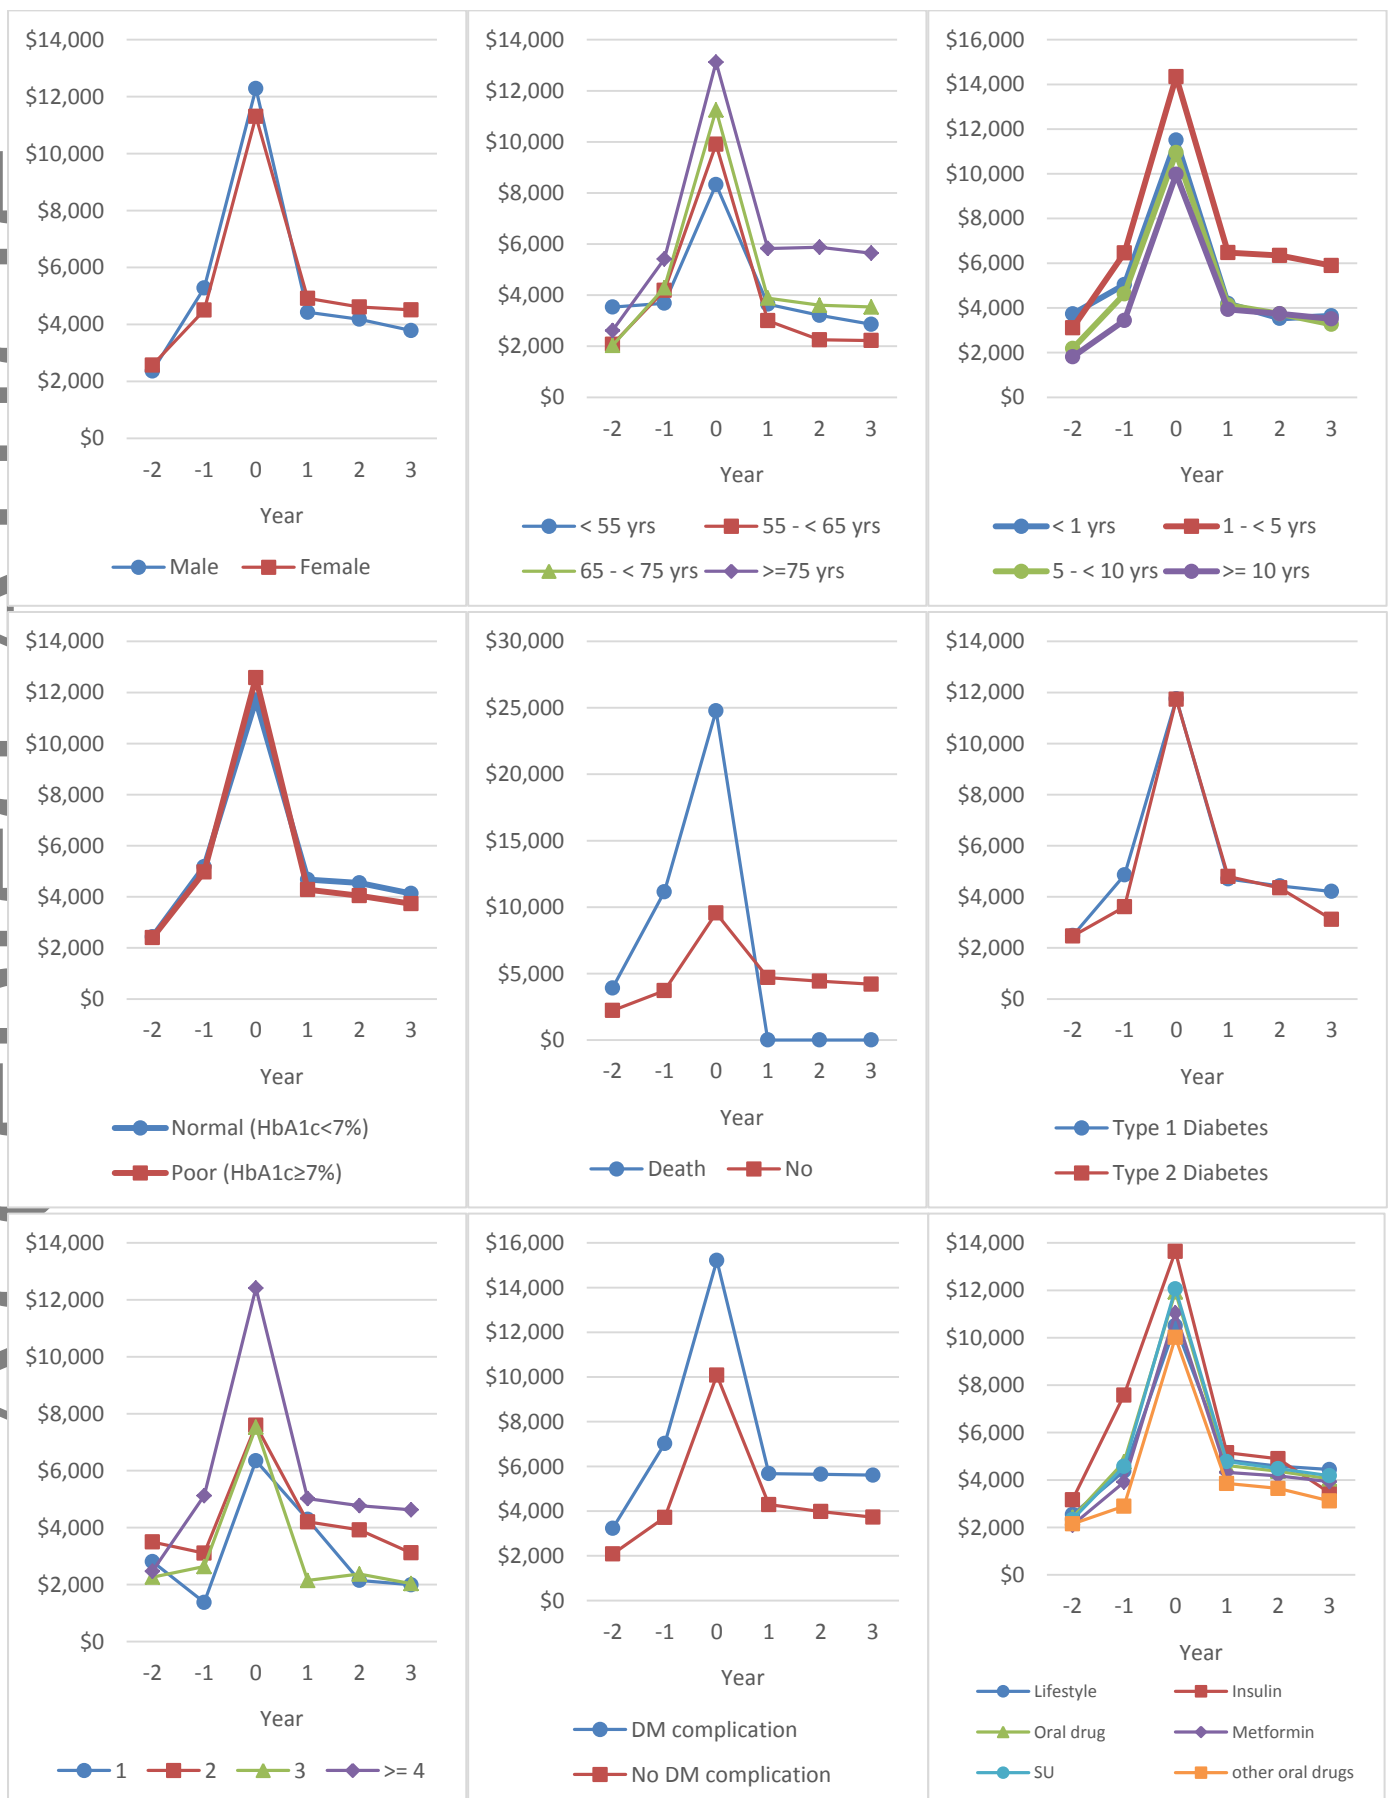 $14,000
$12,000
$10,000
$8,000
$6,000
$4,000
$2,000
$0
-2 -1 0 1 2 3
Year
Male Female
$14,000
$12,000
$10,000
$8,000
$6,000
$4,000
$2,000
$0
-2 -1 0 1 2 3
Year
< 55 yrs 55 - < 65 yrs
65 - < 75 yrs >=75 yrs
$16,000
$14,000
$12,000
$10,000
$8,000
$6,000
$4,000
$2,000
$0
-2 -1 0 1 2 3
Year
< 1 yrs 1 - < 5 yrs
5 - < 10 yrs >= 10 yrs
$14,000
$12,000
$10,000
$8,000
$6,000
$4,000
$2,000
$0
-2 -1 0 1 2 3
Year
Normal (HbA1c<7%)
Poor (HbA1c≥7%)
$30,000
$25,000
$20,000
$15,000
$10,000
$5,000
$0
-2 -1 0 1 2 3
Year
Death No
$14,000
$12,000
$10,000
$8,000
$6,000
$4,000
$2,000
$0
-2 -1 0 1 2 3
Year
Type 1 Diabetes
Type 2 Diabetes
$14,000
$12,000
$10,000
$8,000
$6,000
$4,000
$2,000
$0
-2 -1 0 1 2 3
Year
1 2 3 >= 4
$16,000
$14,000
$12,000
$10,000
$8,000
$6,000
$4,000
$2,000
$0
-2 -1 0 1 2 3
Year
DM complication
No DM complication
$14,000
$12,000
$10,000
$8,000
$6,000
$4,000
$2,000
$0
-2 -1 0 1 2 3
Year
Lifestyle Insulin
Oral drug Metformin
SU other oral drugs